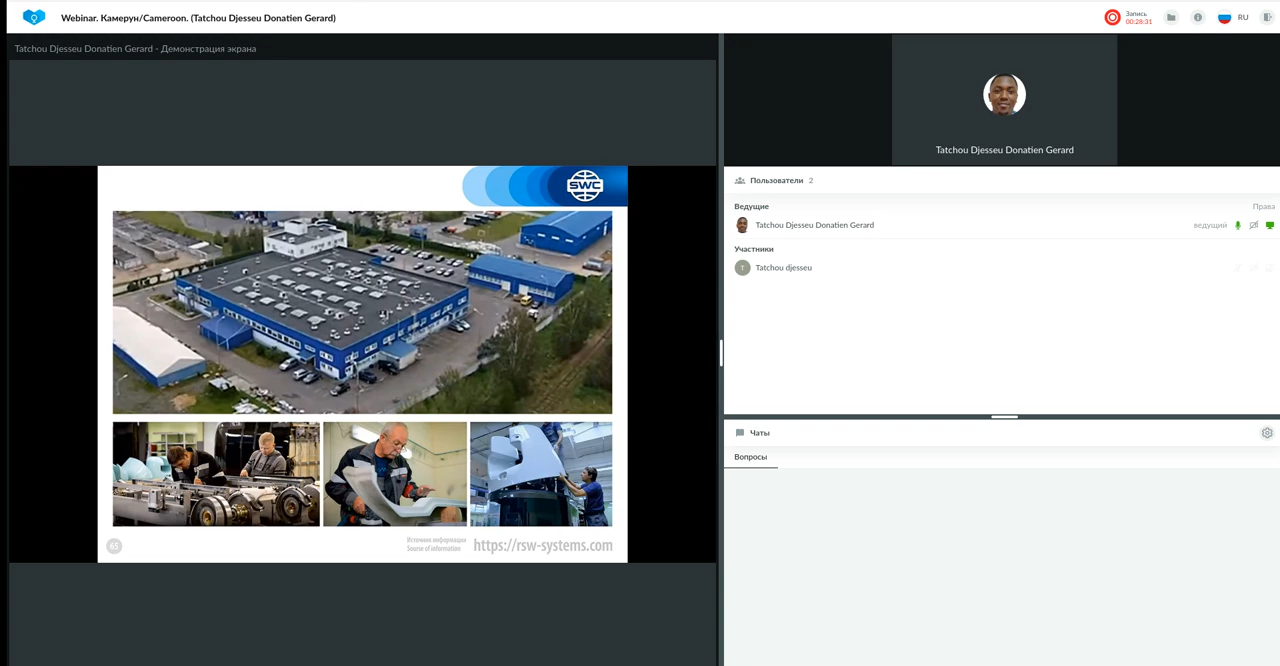 Webinar. Камерун/Cameroon. (Tatchou Djesseu Donatien Gerard)
Запись
00:28:31
RU
Tatchou Djesseu Donatien Gerard - Демонстрация экрана
SWC
65
Источник информации
Source of information
https://rsw-systems.com
Tatchou Djesseu Donatien Gerard
Пользователи 2
Ведущие Права
Tatchou Djesseu Donatien Gerard ведущий
Участники
T Tatchou djesseu
Чаты
Вопросы